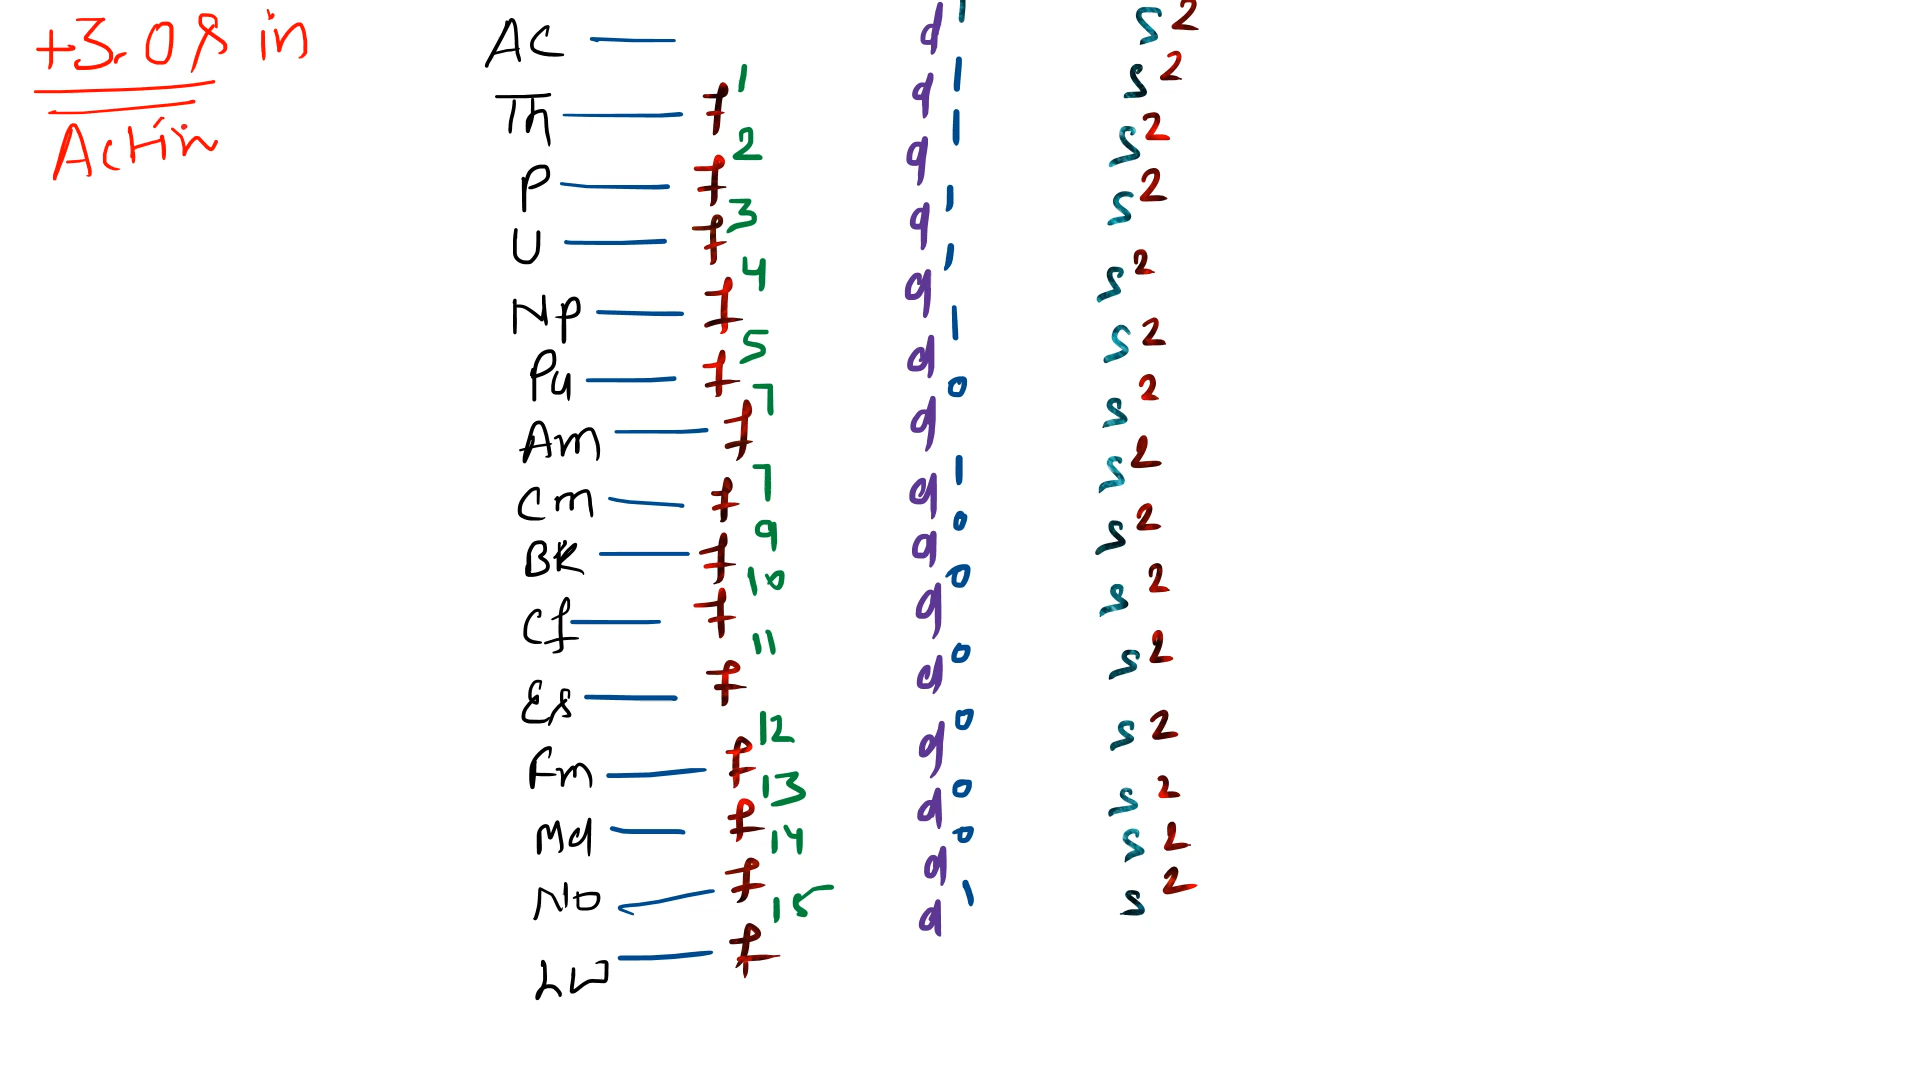 +3. 0 8 in
Actin
AC — d¹ s²
Th — f¹ d¹ s²
P — f² d¹ s²
U — f³ d¹ s²
Np — f⁴ d¹ s²
Pu — f⁵ d¹ s²
Am — f⁷ d⁰ s²
Cm — f⁷ d¹ s²
BK — f⁹ d⁰ s²
Cf — f¹⁰ d⁰ s²
Es — f¹¹ d⁰ s²
Fm — f¹² d⁰ s²
Md — f¹³ d⁰ s²
No — f¹⁴ d⁰ s²
Lw — f¹⁵ d¹ s²